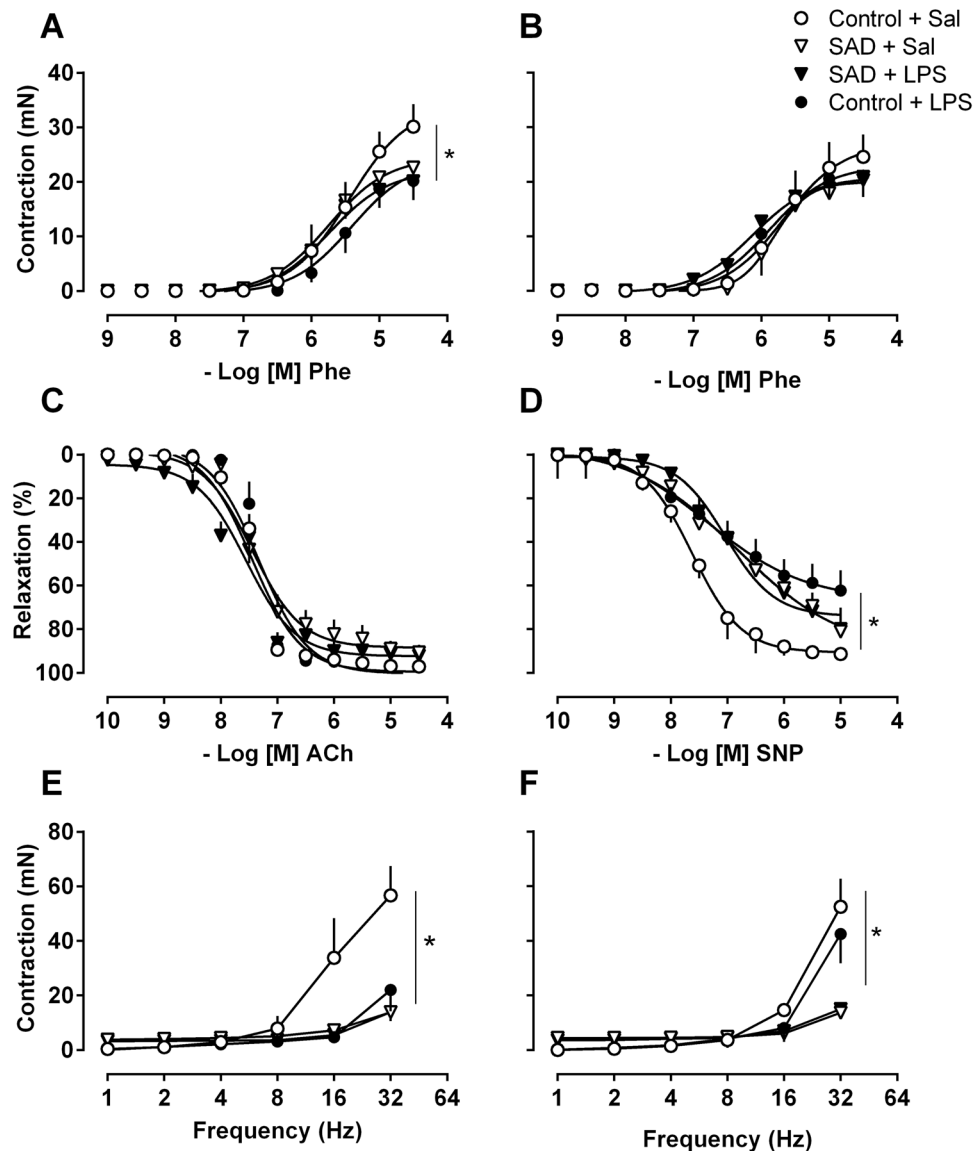 A
B
Control + Sal
SAD + Sal
SAD + LPS
Control + LPS
Contraction (mN)
40
30
20
10
0
*
9 8 7 6 5 4
- Log [M] Phe
9 8 7 6 5 4
- Log [M] Phe
C
D
Relaxation (%)
0
20
40
60
80
100
*
10 9 8 7 6 5 4
- Log [M] ACh
10 9 8 7 6 5 4
- Log [M] SNP
E
F
Contraction (mN)
80
60
40
20
0
*
*
1 2 4 8 16 32 64
Frequency (Hz)
1 2 4 8 16 32 64
Frequency (Hz)